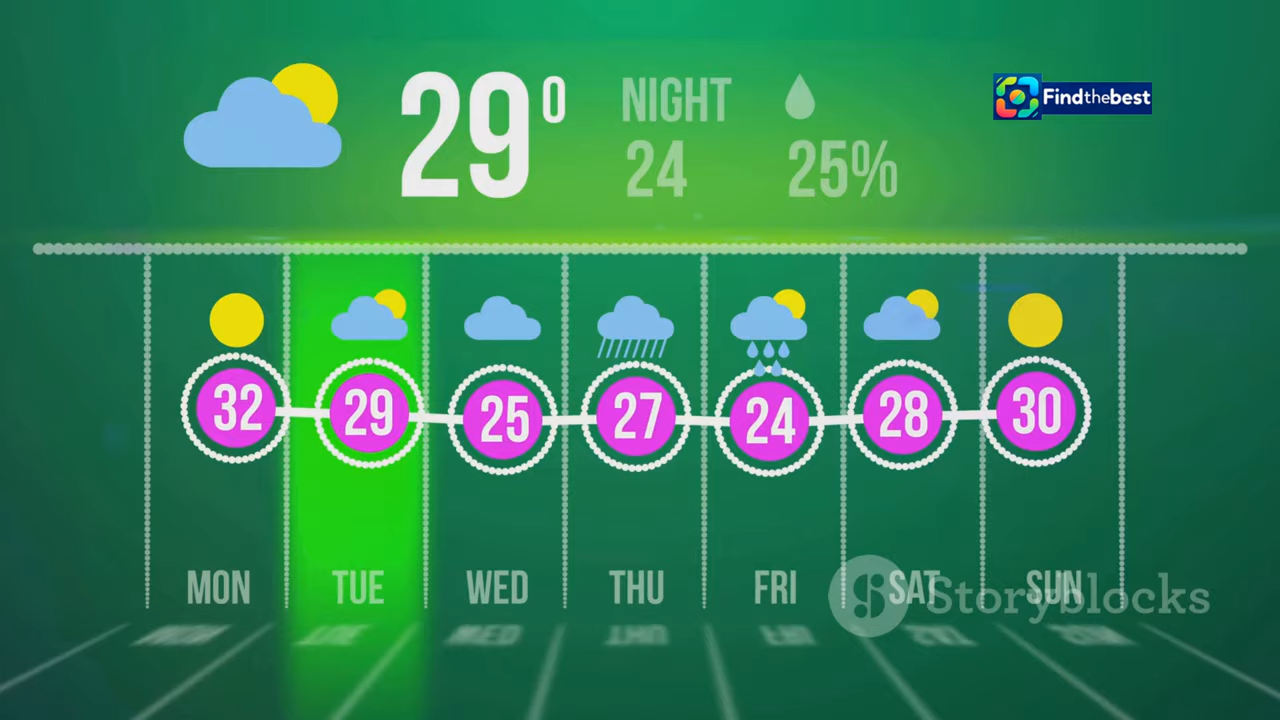 29⁰
NIGHT
24
25%
Findthebest
32 29 25 27 24 28 30
MON TUE WED THU FRI SAT SUN
Storyblocks